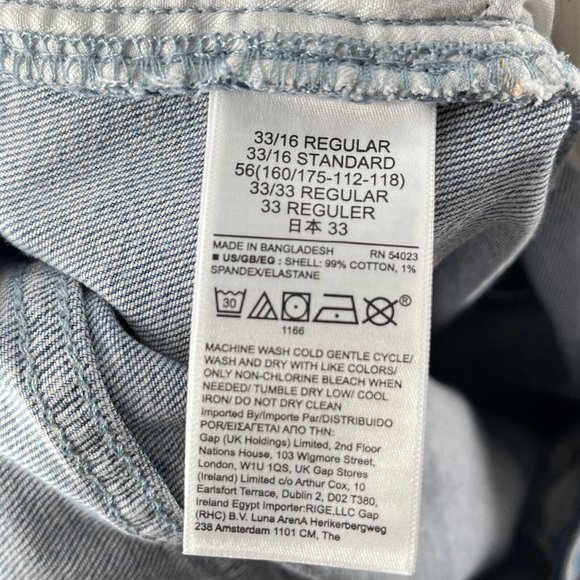 33/16 REGULAR
33/16 STANDARD
56(160/175-112-118)
33/33 REGULAR
33 REGULER
日本 33
MADE IN BANGLADESH RN 54023
■ US/GB/EG : SHELL: 99% COTTON, 1%
SPANDEX/ELASTANE
30 ®
1166
MACHINE WASH COLD GENTLE CYCLE/
WASH AND DRY WITH LIKE COLORS/
ONLY NON-CHLORINE BLEACH WHEN
NEEDED/ TUMBLE DRY LOW/ COOL
IRON/ DO NOT DRY CLEAN
Imported By/Importe Par/DISTRIBUIDO
POR/ΕΙΣΑΓΕΤΑΙ ΑΠΟ ΤΗΝ:
Gap (UK Holdings) Limited, 2nd Floor
Nations House, 103 Wigmore Street,
London, W1U 1QS, UK Gap Stores
(Ireland) Limited c/o Arthur Cox, 10
Earlsfort Terrace, Dublin 2, D02 T380,
Ireland Egypt Importer:RIGE,LLC Gap
(RHC) B.V. Luna ArenA Herikerbergweg
238 Amsterdam 1101 CM, The